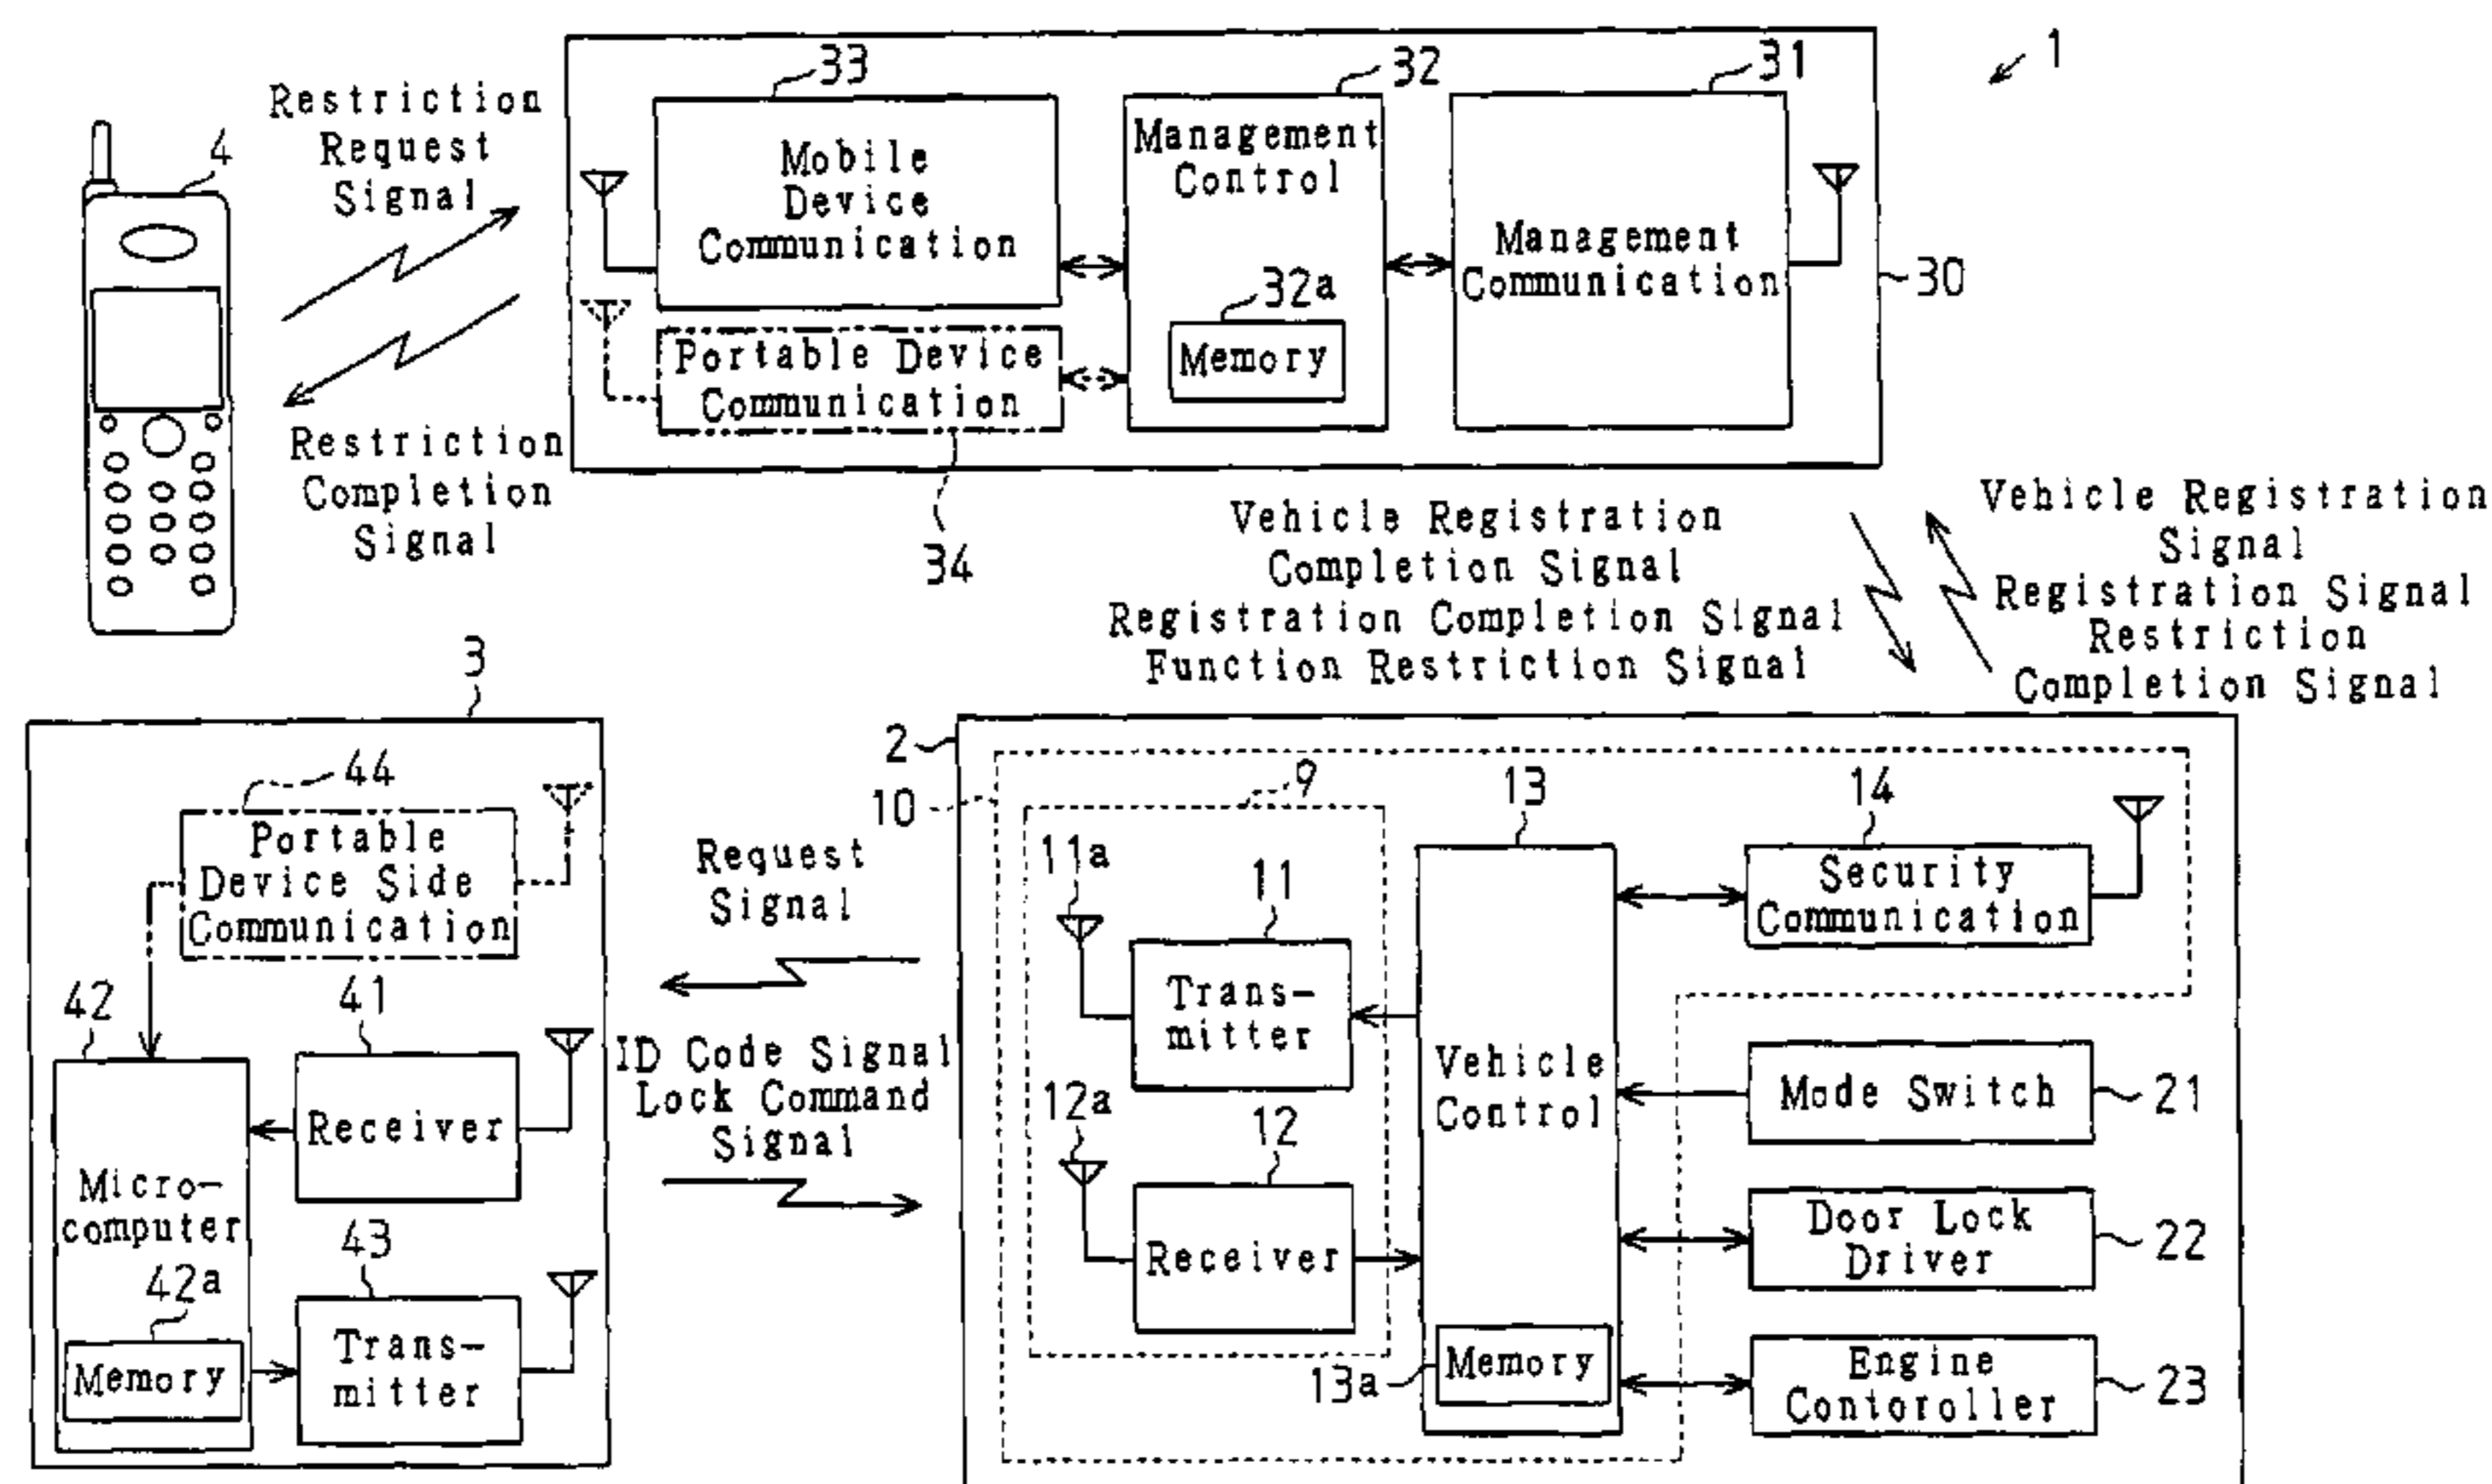 1
30
33
Mobile
Device
Communication
32
Management
Control
32a
Memory
31
Management
Communication
Portable Device
Communication
34
4
Restriction
Request
Signal
Restriction
Completion
Signal
Vehicle Registration
Completion Signal
Registration Completion Signal
Function Restriction Signal
Vehicle Registration
Signal
Registration Signal
Restriction
Completion Signal
3
44
Portable
Device Side
Communication
42
Micro-
computer
42a
Memory
41
Receiver
43
Trans-
mitter
Request
Signal
ID Code Signal
Lock Command
Signal
2
10
9
11a
11
Trans-
mitter
12a
12
Receiver
13
Vehicle
Control
13a
Memory
14
Security
Communication
Mode Switch
21
Door Lock
Driver
22
Engine
Contoroller
23